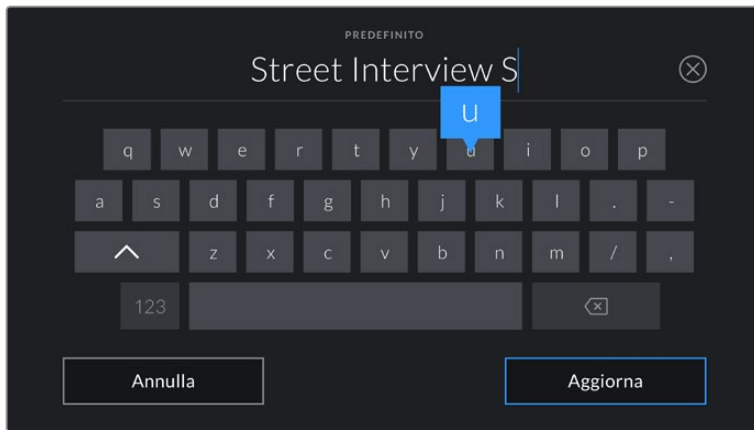 PREDEFINITO
Street Interview S
u
q w e r t y u i o p
a s d f g h j k l . -
z x c v b n m / ,
123
Annulla Aggiorna